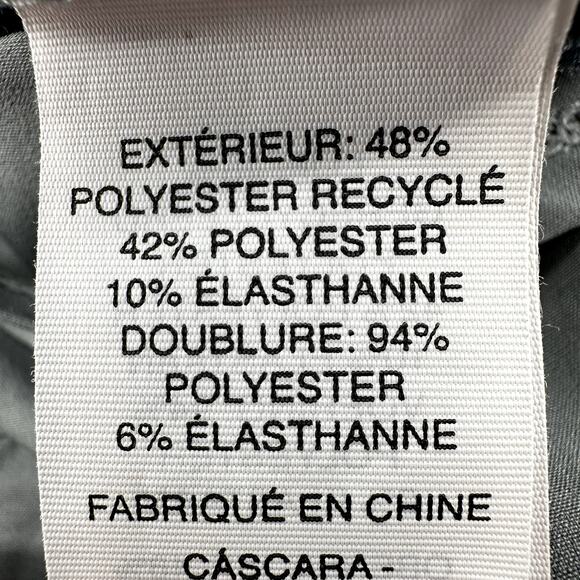 EXTÉRIEUR: 48%
POLYESTER RECYCLÉ
42% POLYESTER
10% ÉLASTHANNE
DOUBLURE: 94%
POLYESTER
6% ÉLASTHANNE
FABRIQUÉ EN CHINE
CÁSCARA -